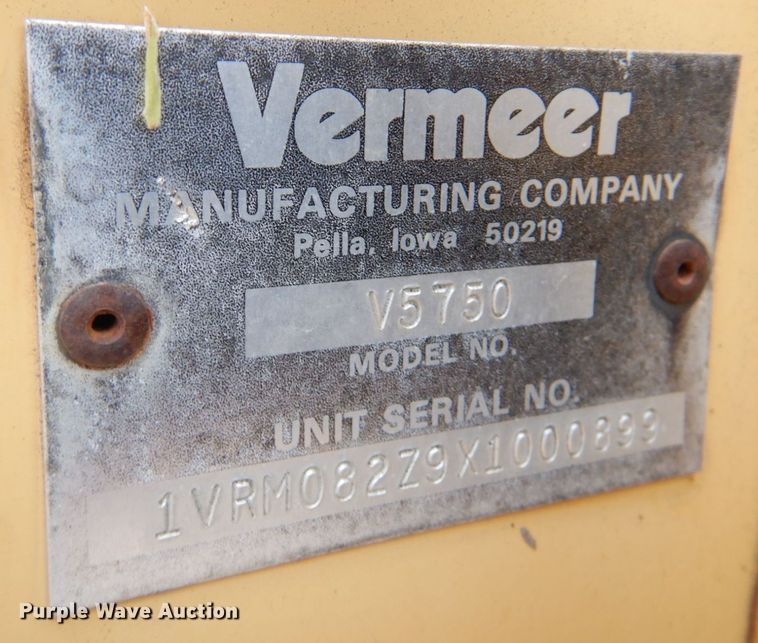 Vermeer
MANUFACTURING COMPANY
Pella, Iowa 50219
V5750
MODEL NO.
UNIT SERIAL NO.
1VRM082Z9X1000899
Purple Wave Auction